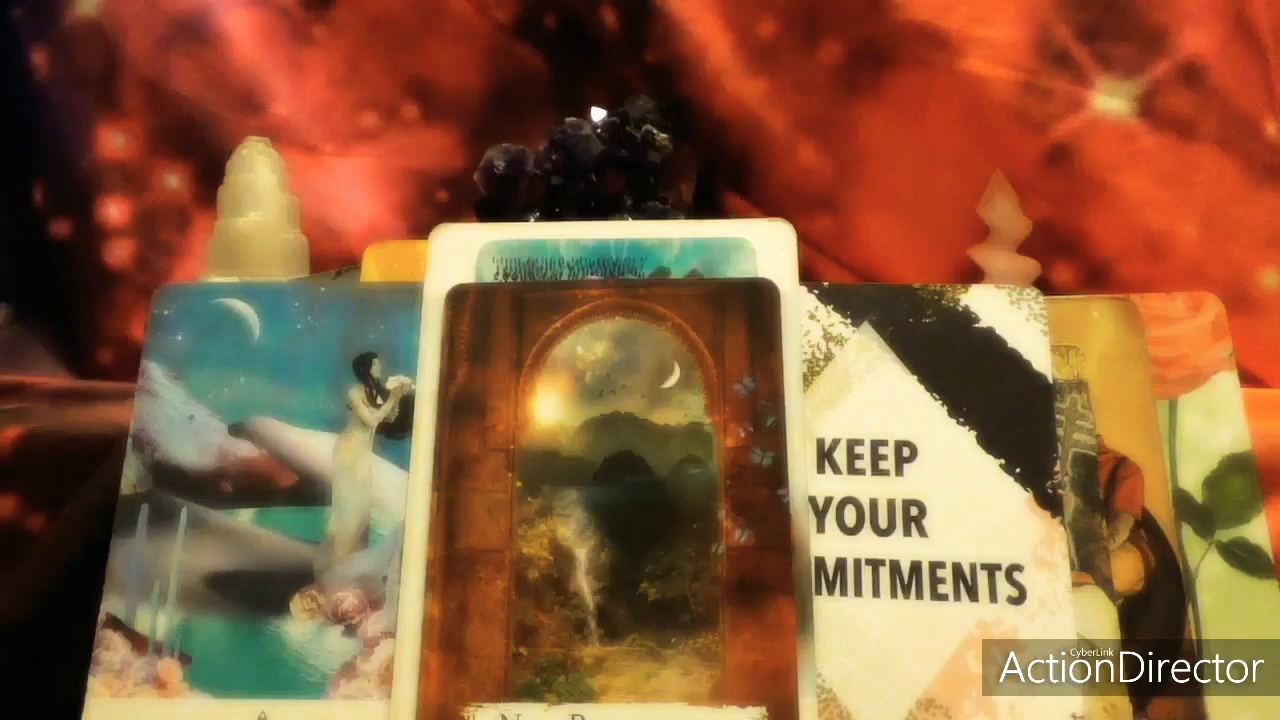 KEEP
YOUR
MITMENTS
CyberLink
ActionDirector